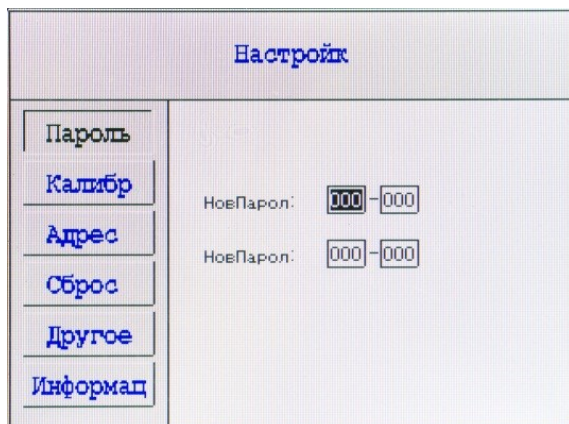 Настройк
Пароль
Калибр
Адрес
Сброс
Другое
Информац
НовПарол: 000-000
НовПарол: 000-000